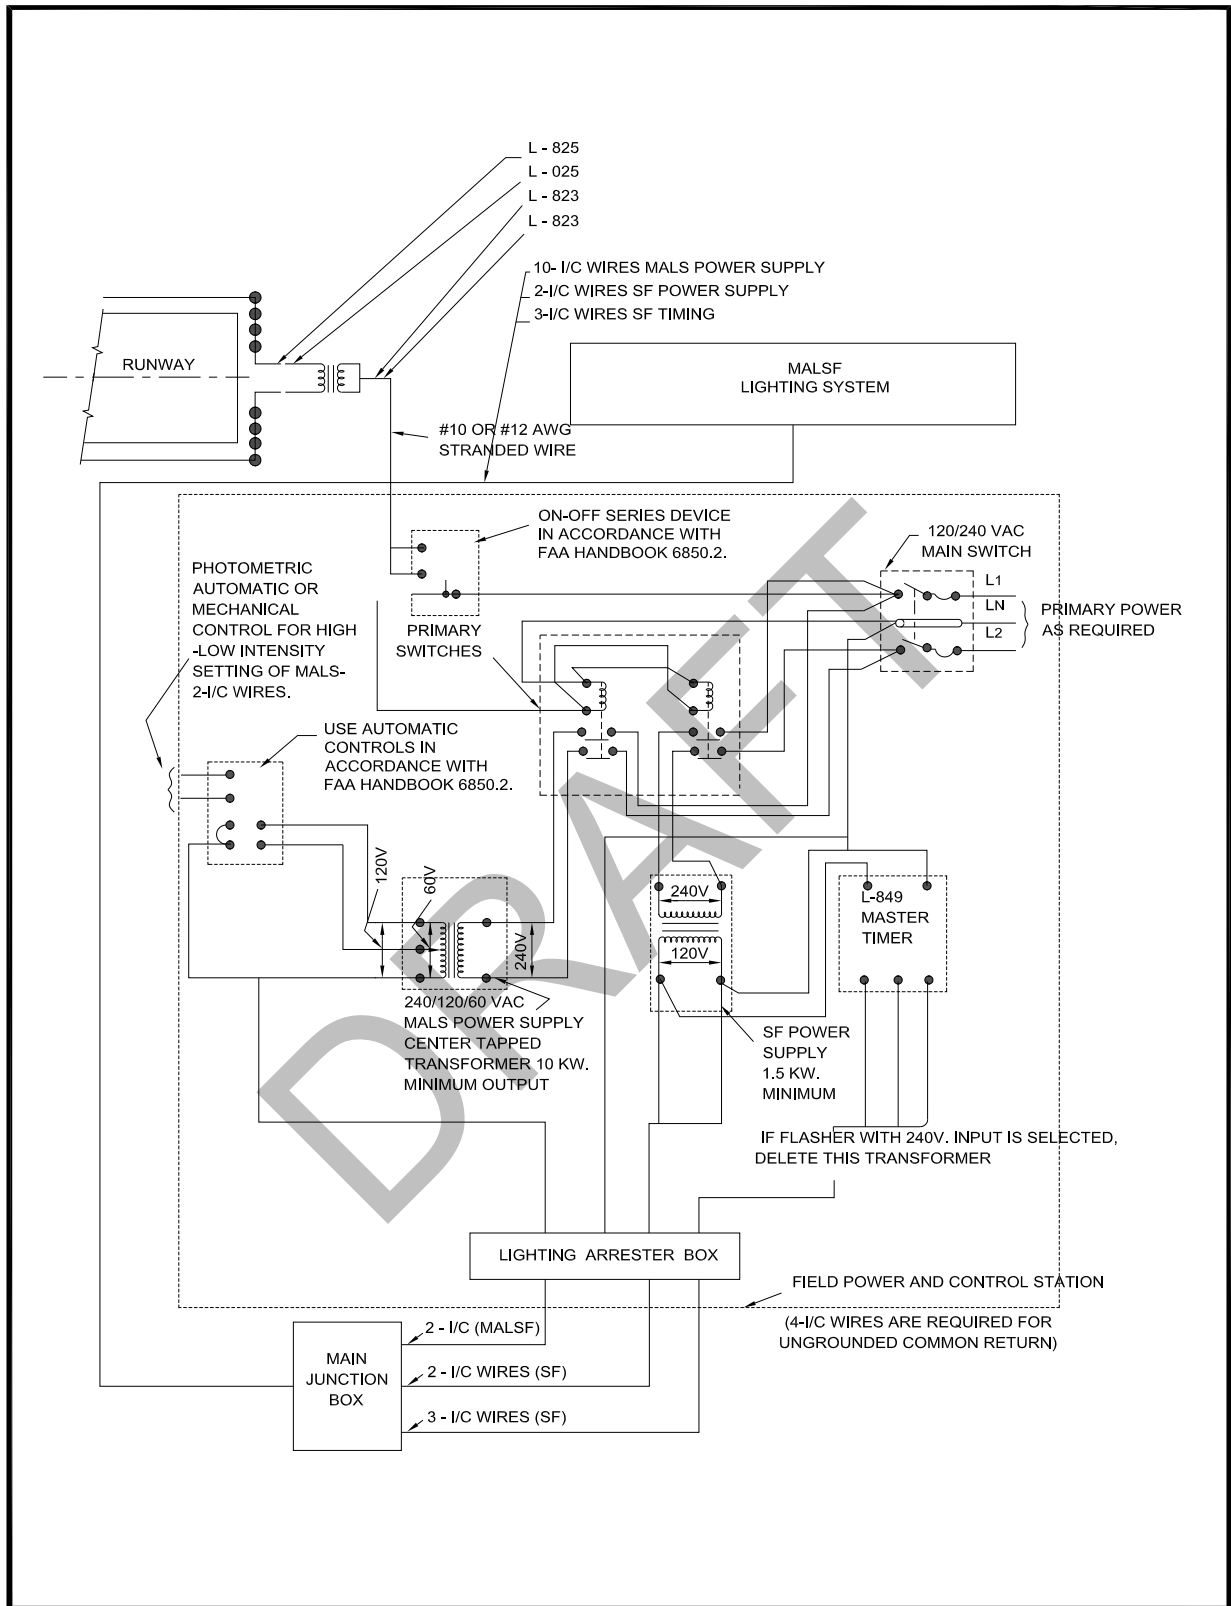 L - 825
L - 025
L - 823
L - 823
10- I/C WIRES MALS POWER SUPPLY
2-I/C WIRES SF POWER SUPPLY
3-I/C WIRES SF TIMING
RUNWAY
MALSF
LIGHTING SYSTEM
#10 OR #12 AWG
STRANDED WIRE
ON-OFF SERIES DEVICE
IN ACCORDANCE WITH
FAA HANDBOOK 6850.2.
120/240 VAC
MAIN SWITCH
L1
LN
L2
PRIMARY POWER
AS REQUIRED
PHOTOMETRIC
AUTOMATIC OR
MECHANICAL
CONTROL FOR HIGH
-LOW INTENSITY
SETTING OF MALS-
2-I/C WIRES.
PRIMARY
SWITCHES
USE AUTOMATIC
CONTROLS IN
ACCORDANCE WITH
FAA HANDBOOK 6850.2.
120V
60V
240V
240V
120V
L-849
MASTER
TIMER
240/120/60 VAC
MALS POWER SUPPLY
CENTER TAPPED
TRANSFORMER 10 KW.
MINIMUM OUTPUT
SF POWER
SUPPLY
1.5 KW.
MINIMUM
IF FLASHER WITH 240V. INPUT IS SELECTED,
DELETE THIS TRANSFORMER
LIGHTING ARRESTER BOX
FIELD POWER AND CONTROL STATION
(4-I/C WIRES ARE REQUIRED FOR
UNGROUNDED COMMON RETURN)
MAIN
JUNCTION
BOX
2 - I/C (MALSF)
2 - I/C WIRES (SF)
3 - I/C WIRES (SF)
DRAFT